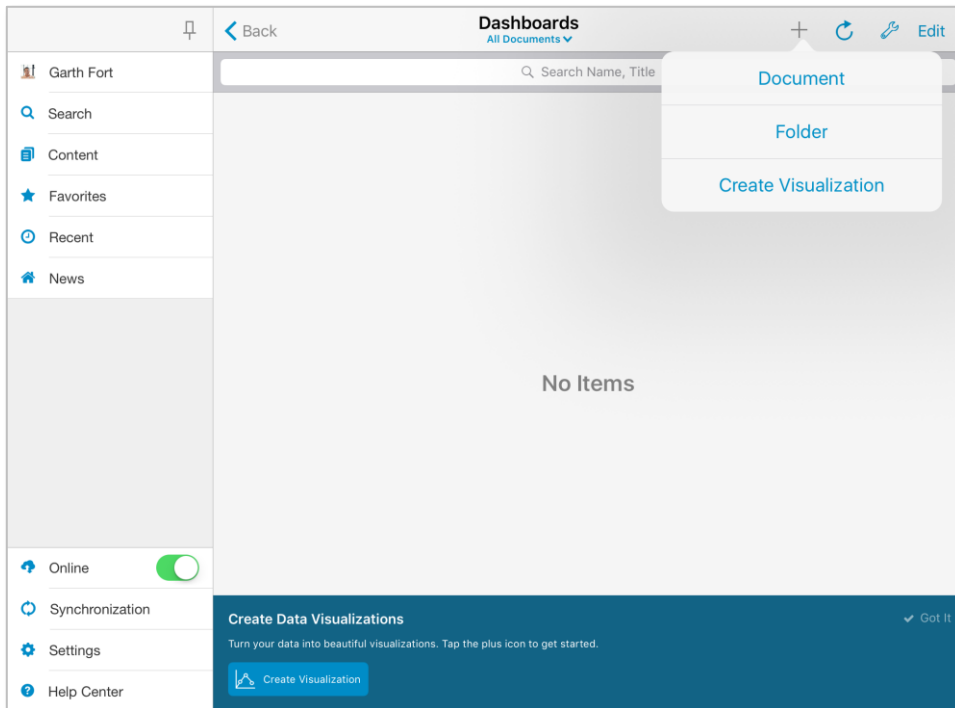 Back
Dashboards
All Documents
Edit
Garth Fort
Search
Content
Favorites
Recent
News
Search Name, Title
Document
Folder
Create Visualization
No Items
Online
Synchronization
Settings
Help Center
Create Data Visualizations
Got It
Turn your data into beautiful visualizations. Tap the plus icon to get started.
Create Visualization